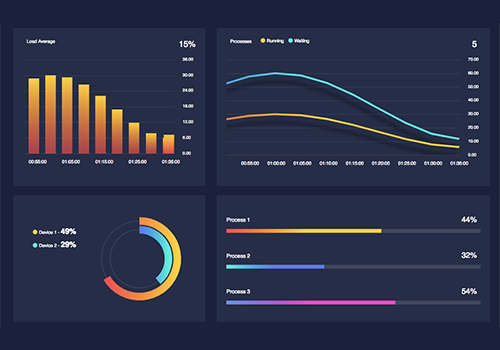 Load Average
15%
36.00
30.00
24.00
18.00
12.00
6.00
0.00
00:55:00 01:05:00 01:15:00 01:25:00 01:35:00
Processes Running Waiting
5
70.00
60.00
50.00
40.00
30.00
20.00
10.00
0.00
00:55:00 01:00:00 01:05:00 01:10:00 01:15:00 01:20:00 01:25:00 01:30:00 01:35:00
Device 1 - 49%
Device 2 - 29%
Process 1 44%
Process 2 32%
Process 3 54%